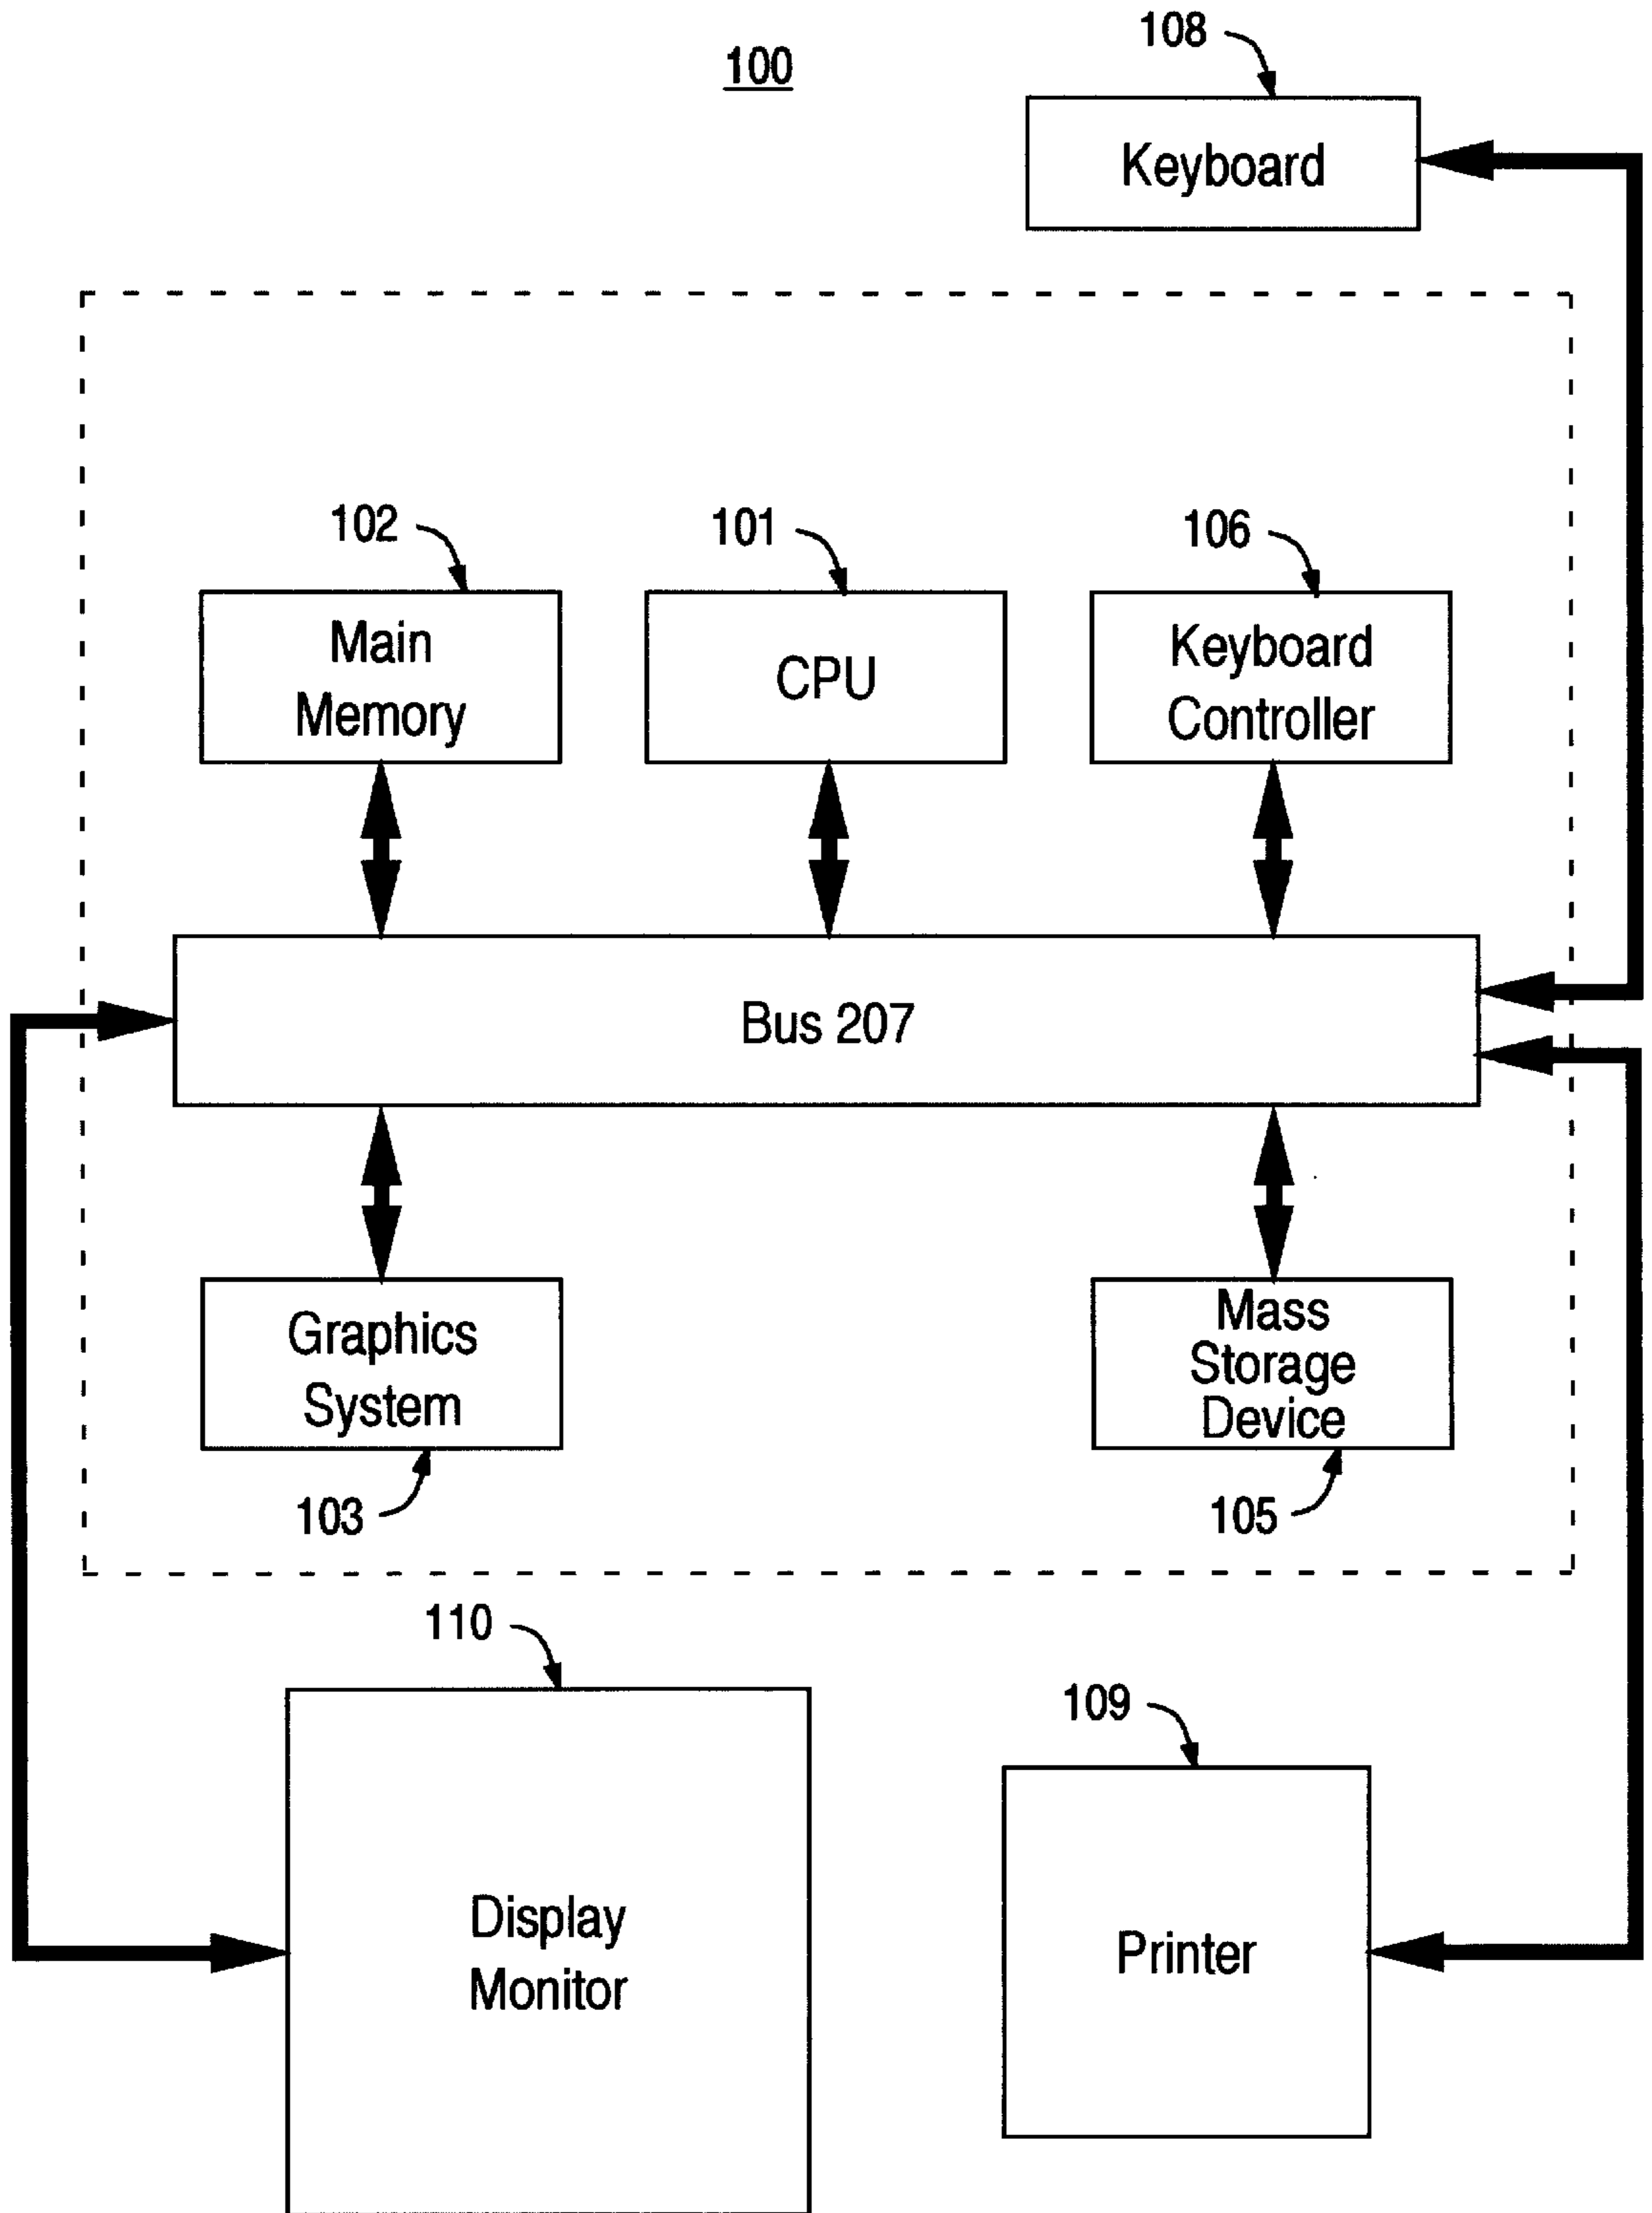 100
108
Keyboard
102
101
106
Main
Memory
CPU
Keyboard
Controller
Bus 207
Graphics
System
Mass
Storage
Device
103
105
110
109
Display
Monitor
Printer